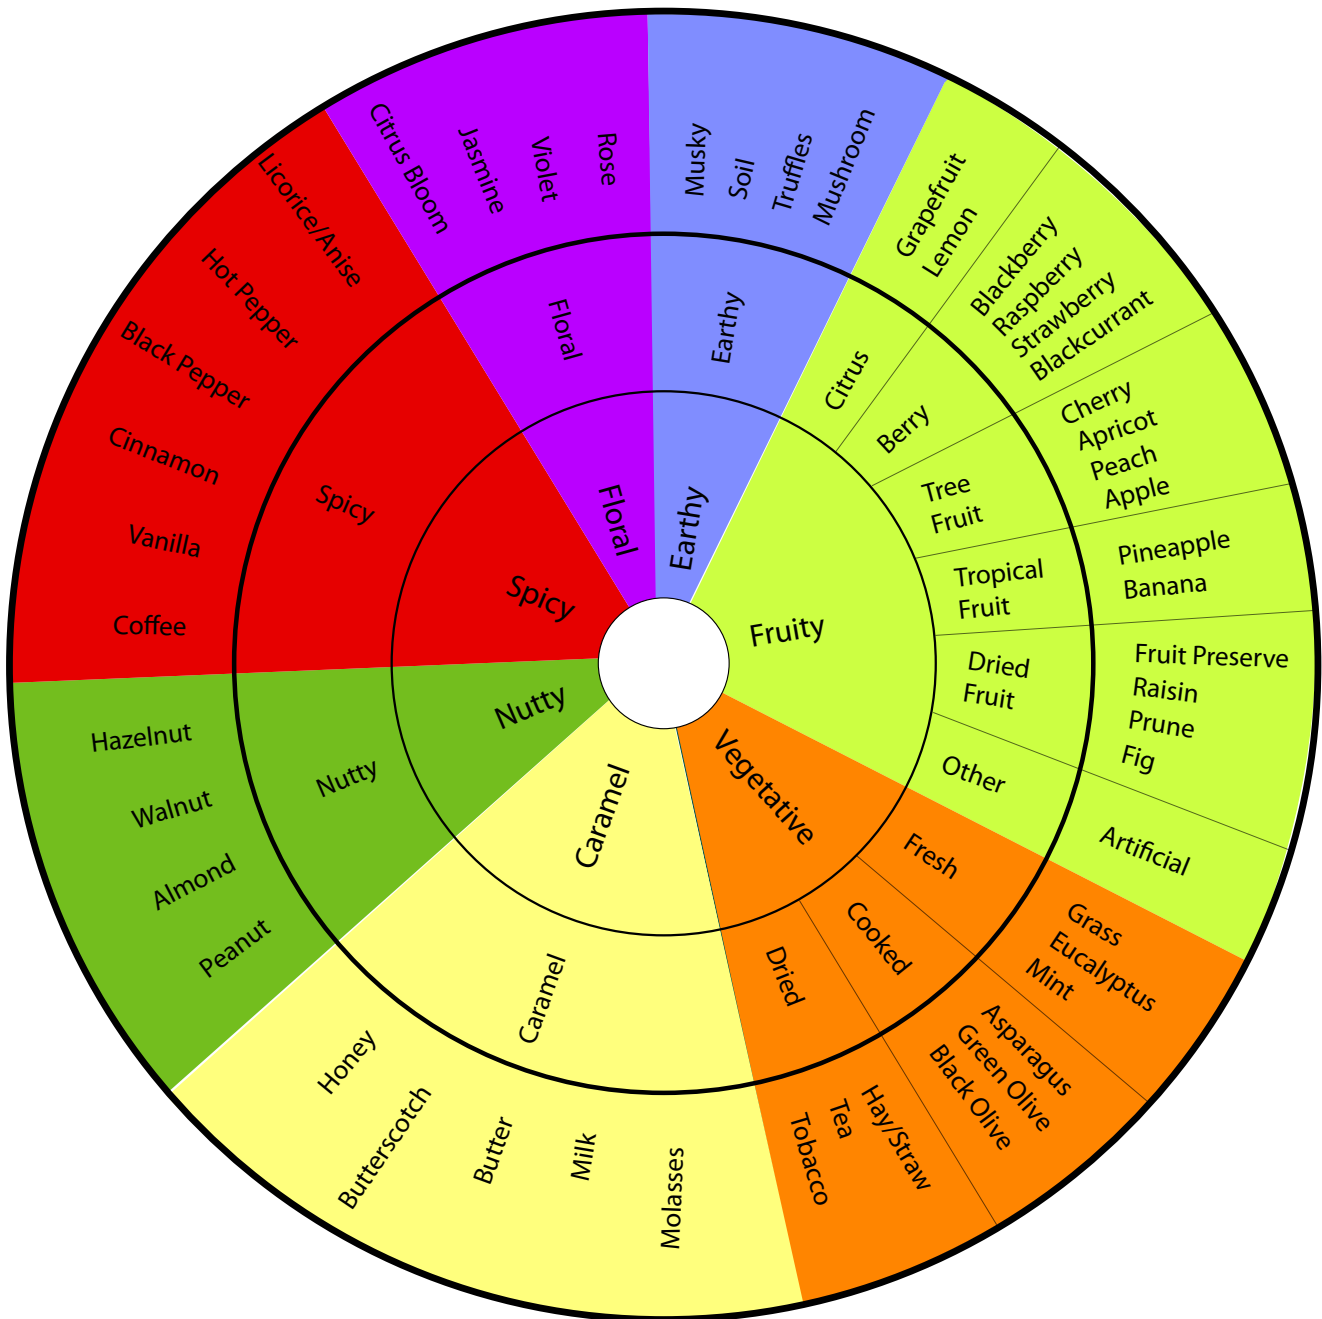 Floral
Earthy
Fruity
Vegetative
Caramel
Nutty
Spicy
Floral
Earthy
Citrus
Berry
Tree
Fruit
Tropical
Fruit
Dried
Fruit
Other
Fresh
Cooked
Dried
Caramel
Nutty
Spicy
Citrus Bloom
Jasmine
Violet
Rose
Musky
Soil
Truffles
Mushroom
Grapefruit
Lemon
Blackberry
Raspberry
Strawberry
Blackcurrant
Cherry
Apricot
Peach
Apple
Pineapple
Banana
Fruit Preserve
Raisin
Prune
Fig
Artificial
Grass
Eucalyptus
Mint
Asparagus
Green Olive
Black Olive
Hay/Straw
Tea
Tobacco
Molasses
Milk
Butter
Butterscotch
Honey
Peanut
Almond
Walnut
Hazelnut
Coffee
Vanilla
Cinnamon
Black Pepper
Hot Pepper
Licorice/Anise